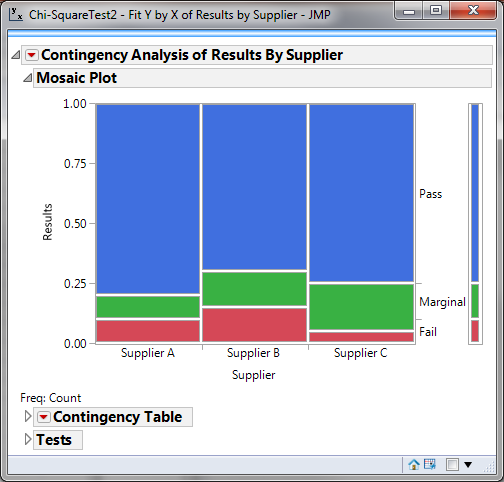 Chi-SquareTest2 - Fit Y by X of Results by Supplier - JMP
Contingency Analysis of Results By Supplier
Mosaic Plot
1.00
0.75
0.50
0.25
0.00
Results
Pass
Marginal
Fail
Supplier A Supplier B Supplier C
Supplier
Freq: Count
Contingency Table
Tests